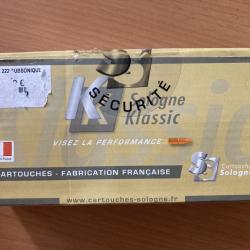 222 SUBSONIQUE
SÉCURITÉ
K
Sologne
Klassic
VISEZ LA PERFORMANCE...
Cartouches
Sologne
CARTOUCHES - FABRICATION FRANÇAISE
www.cartouches-sologne.fr